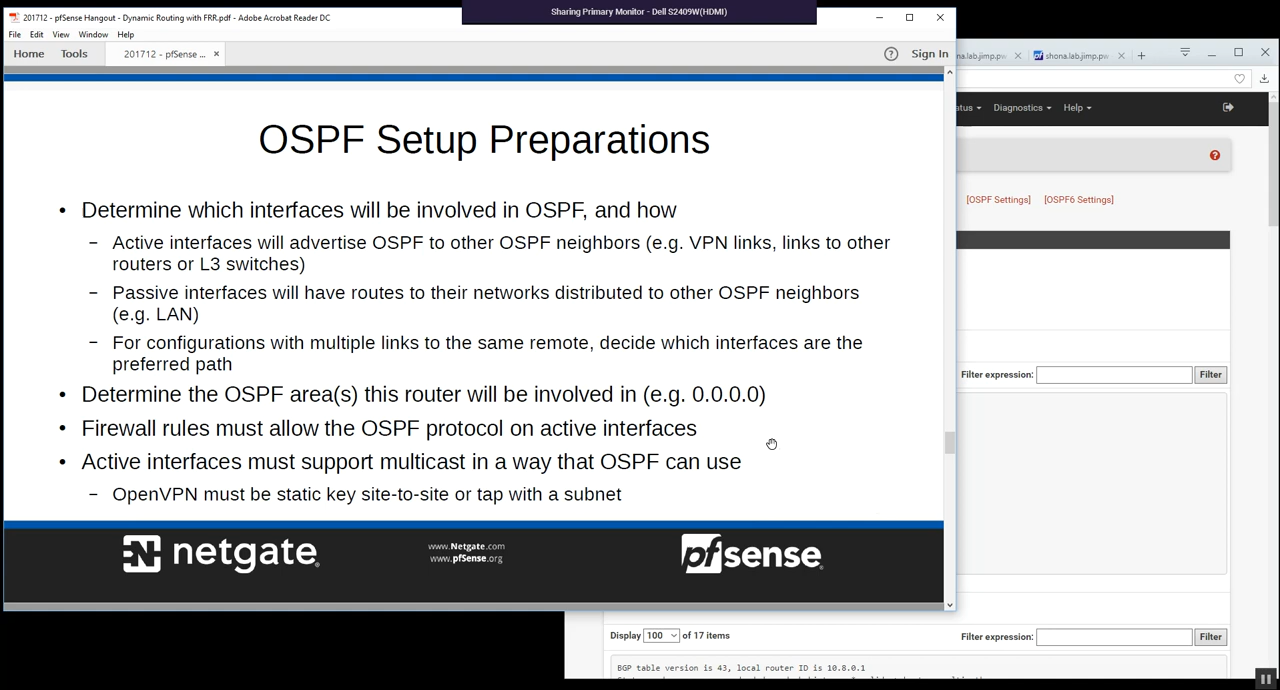 Sharing Primary Monitor - Dell S2409W(HDMI)
201712 - pfSense Hangout - Dynamic Routing with FRR.pdf - Adobe Acrobat Reader DC
File Edit View Window Help
Home Tools 201712 - pfSense ... × Sign In
OSPF Setup Preparations
• Determine which interfaces will be involved in OSPF, and how
– Active interfaces will advertise OSPF to other OSPF neighbors (e.g. VPN links, links to other
routers or L3 switches)
– Passive interfaces will have routes to their networks distributed to other OSPF neighbors
(e.g. LAN)
– For configurations with multiple links to the same remote, decide which interfaces are the
preferred path
• Determine the OSPF area(s) this router will be involved in (e.g. 0.0.0.0)
• Firewall rules must allow the OSPF protocol on active interfaces
• Active interfaces must support multicast in a way that OSPF can use
– OpenVPN must be static key site-to-site or tap with a subnet
netgate
www.Netgate.com
www.pfSense.org
pfsense
na.lab.jimp.pw
shona.lab.jimp.pw
atus Diagnostics Help
[OSPF Settings] [OSPF6 Settings]
Filter expression: Filter
Display 100 of 17 items Filter expression: Filter
BGP table version is 43, local router ID is 10.8.0.1